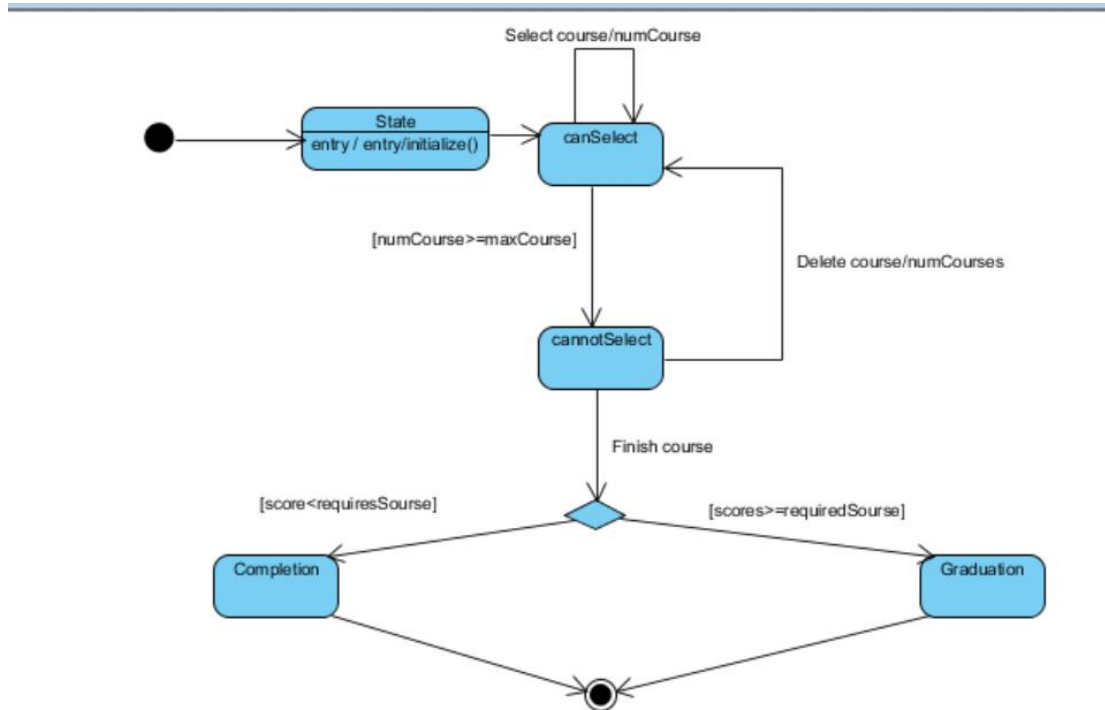 Select course/numCourse
State
entry / entry/initialize()
canSelect
[numCourse>=maxCourse]
Delete course/numCourses
cannotSelect
Finish course
[score<requiresSourse]
[scores>=requiredSourse]
Completion
Graduation